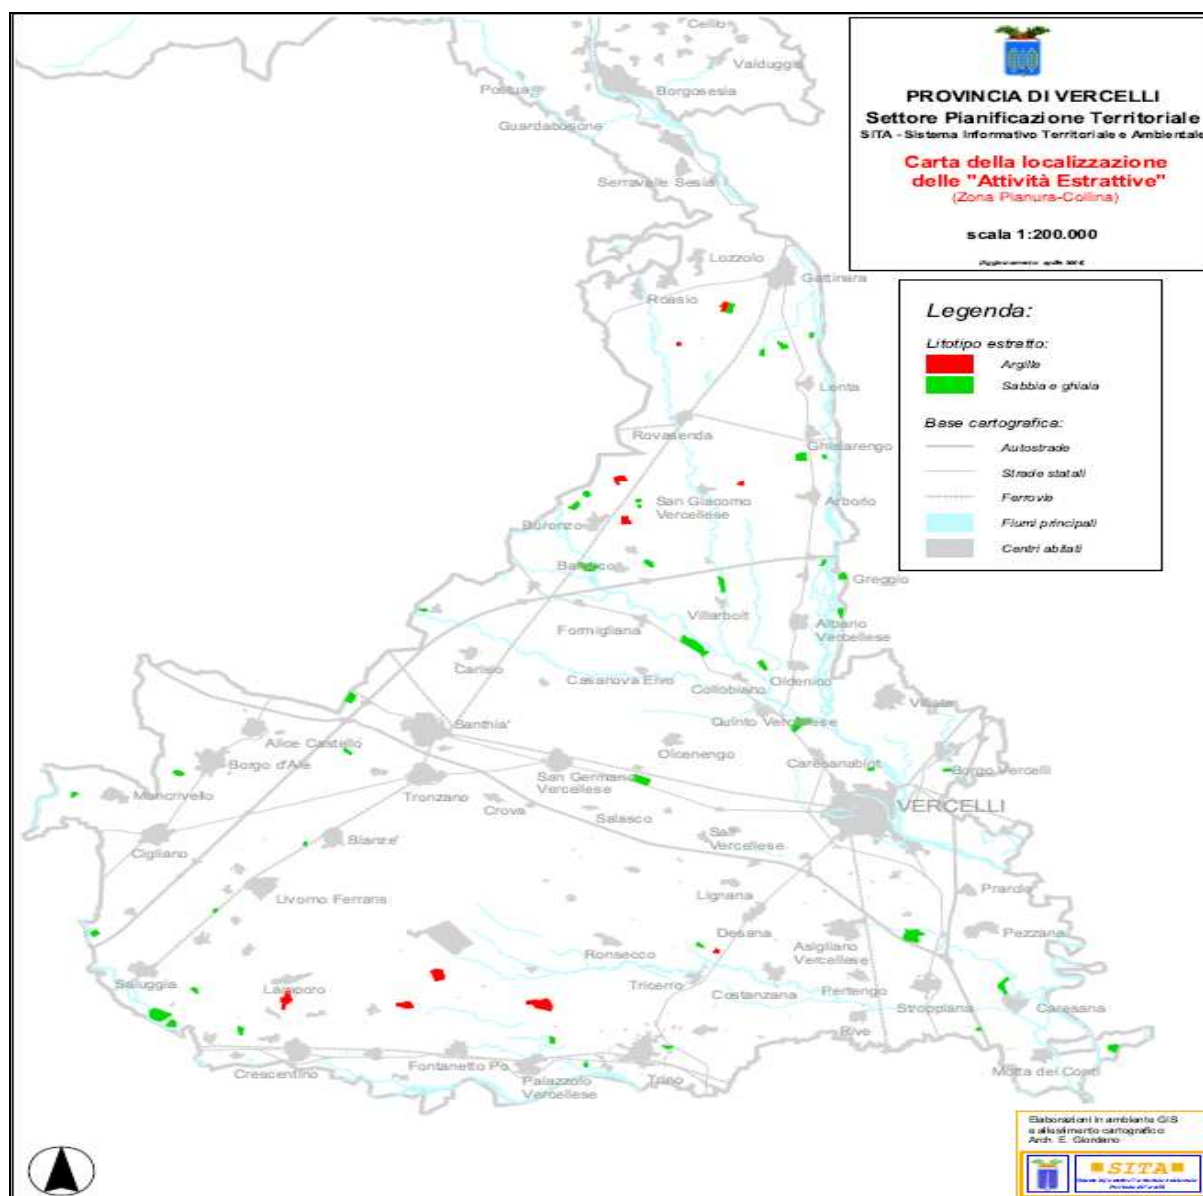 PROVINCIA DI VERCELLI
Settore Pianificazione Territoriale
SITA - Sistema Informativo Territoriale e Ambientale
Carta della localizzazione
delle "Attività Estrattive"
(Zona Pianura-Collina)
scala 1:200.000
Legenda:
Litotipo estratto:
Argille
Sabbia e ghiaia
Base cartografica:
Autostrade
Strade statali
Ferrovie
Fiumi principali
Centri abitati
Cellio
Valduggia
Postua
Borgosesia
Guardabosone
Serravalle Sesia
Lozzolo
Gattinara
Roasio
Lenta
Rovasenda
Ghislarengo
San Giacomo
Vercellese
Arborio
Buronzo
Balocco
Greggio
Villarboit
Formigliana
Albano
Vercellese
Carisio
Casanova Elvo
Oldenico
Collobiano
Villata
Santhia'
Quinto Vercellese
Alice Castello
Olcenengo
Borgo d'Ale
San Germano
Vercellese
Caresanablot
Borgo Vercelli
Moncrivello
Tronzano
Crova
Salasco
VERCELLI
Cigliano
Bianze'
Sali
Vercellese
Livorno Ferraris
Lignana
Prarolo
Desana
Pezzana
Ronsecco
Asigliano
Vercellese
Saluggia
Lamporo
Tricerro
Costanzana
Pertengo
Stroppiana
Caresana
Rive
Crescentino
Fontanetto Po
Palazzolo
Vercellese
Trino
Motta dei Conti
Elaborazioni in ambiente GIS
e allestimento cartografico:
Arch. E. Giordano
SITA